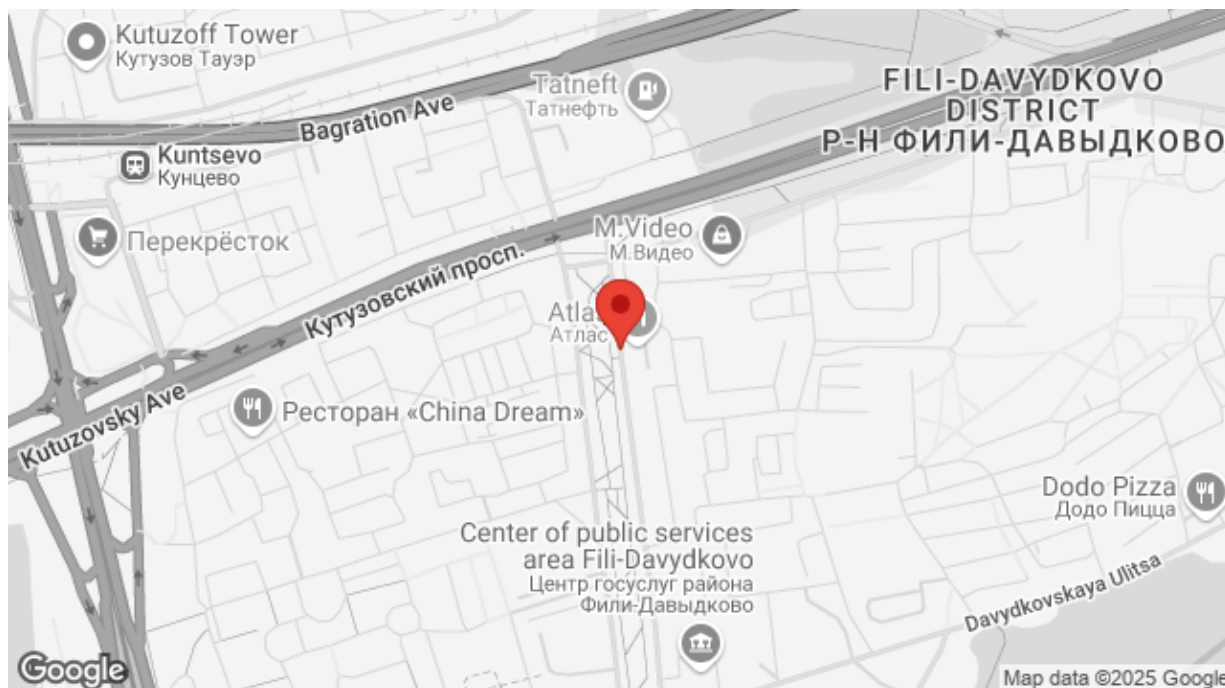 Kutuzoff Tower
Кутузов Тауэр
Tatneft
Татнефть
FILI-DAVYDKOVO
DISTRICT
Р-Н ФИЛИ-ДАВЫДКОВО
Bagration Ave
Kuntsevo
Кунцево
Перекрёсток
M.Video
М.Видео
Кутузовский просп.
Atlas
Атлас
Kutuzovsky Ave
Ресторан «China Dream»
Dodo Pizza
Додо Пицца
Center of public services
area Fili-Davydkovo
Центр госуслуг района
Фили-Давыдково
Davydkovskaya Ulitsa
Google
Map data ©2025 Google